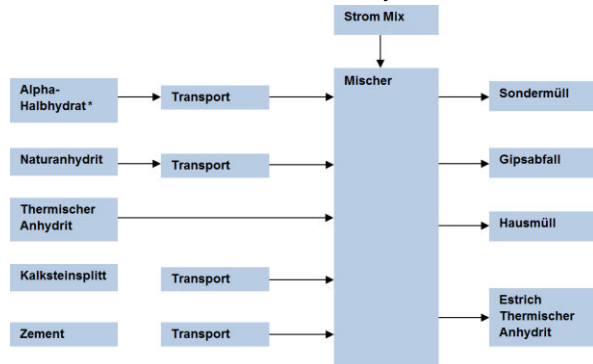 Strom Mix
Mischer
Alpha-
Halbhydrat*
Transport
Sondermüll
Naturanhydrit
Transport
Gipsabfall
Thermischer
Anhydrit
Hausmüll
Kalksteinsplitt
Transport
Estrich
Thermischer
Anhydrit
Zement
Transport